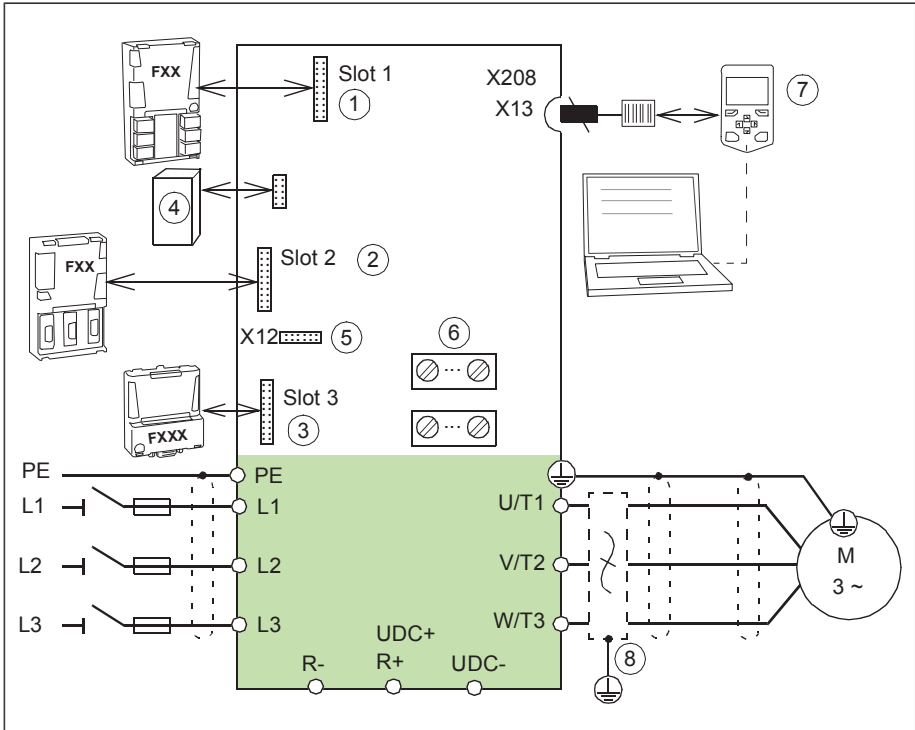 FXX
Slot 1
1
X208
X13
7
4
FXX
Slot 2
2
X12
5
6
FXXX
Slot 3
3
PE
PE
L1
L1
U/T1
L2
L2
V/T2
M
3 ~
L3
L3
W/T3
UDC+
R-
R+
UDC-
8